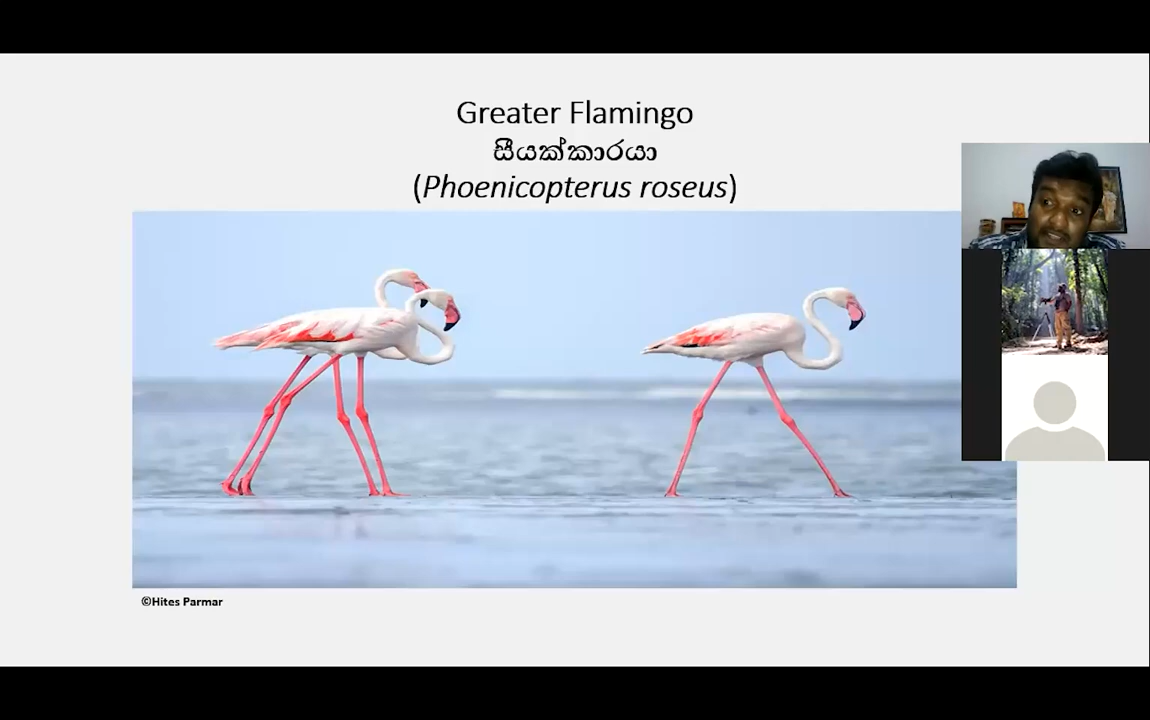 Greater Flamingo
සීයක්කාරයා
(Phoenicopterus roseus)
©Hites Parmar